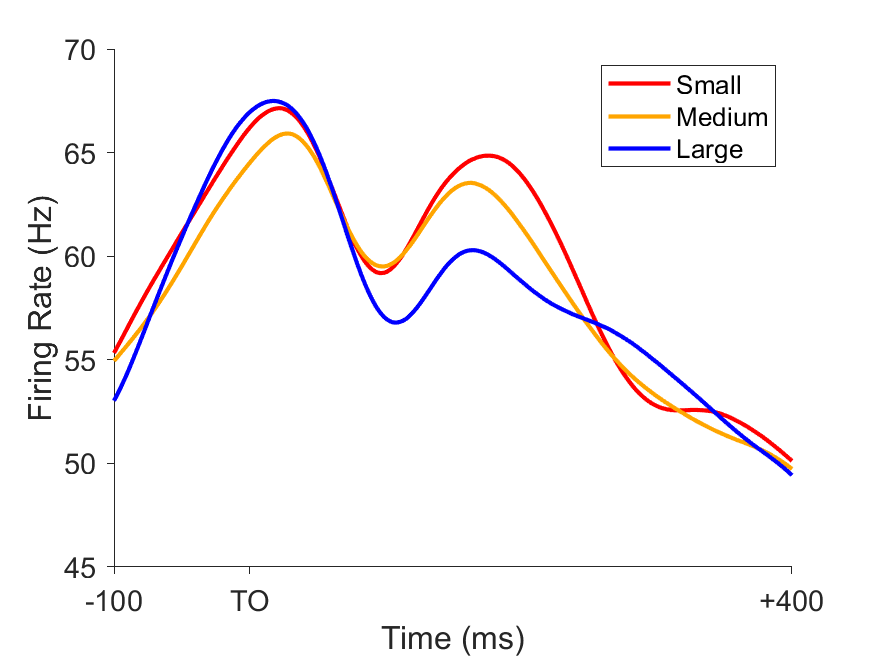 70
65
60
55
50
45
Firing Rate (Hz)
Small
Medium
Large
-100
TO
+400
Time (ms)